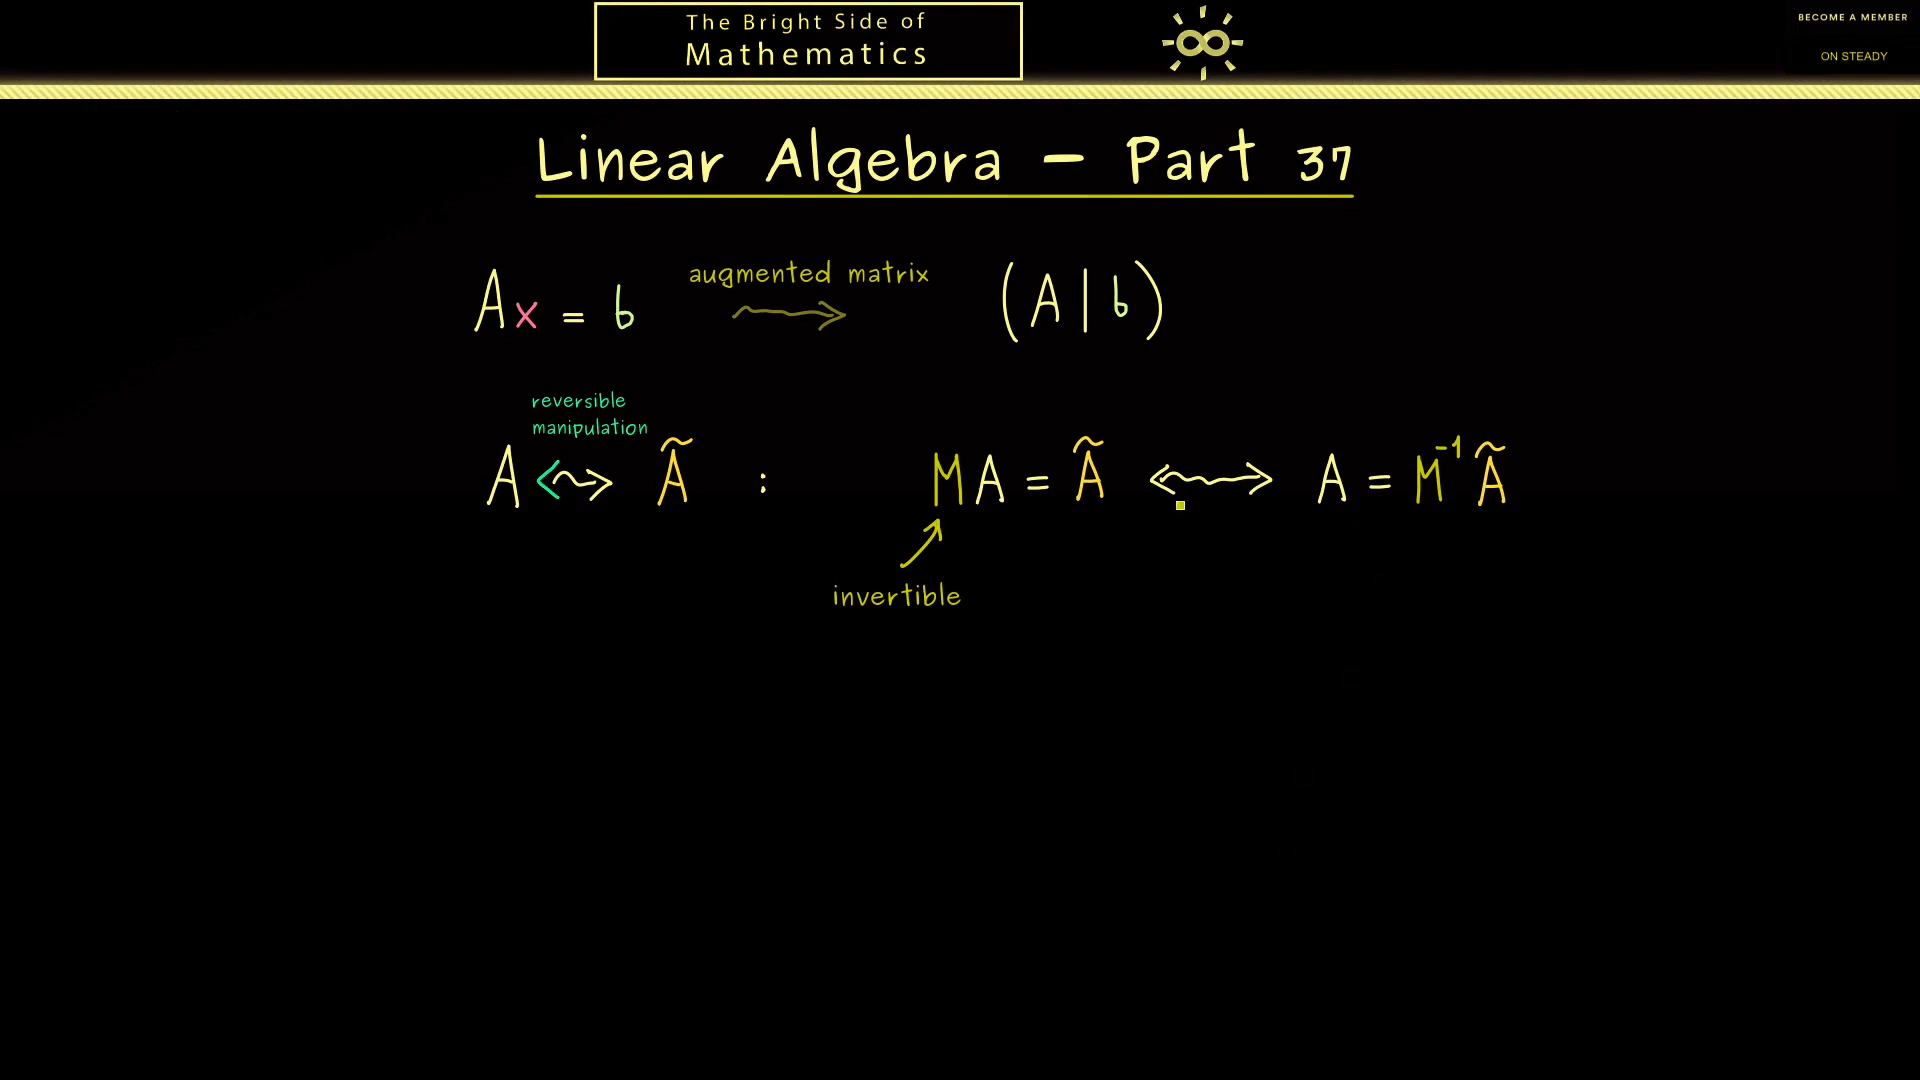 The Bright Side of
Mathematics
BECOME A MEMBER
ON STEADY
Linear Algebra – Part 37
Ax = b augmented matrix (A | b)
reversible
manipulation
A ⟷ Ã : MA = Ã ⟷ A = M⁻¹Ã
invertible